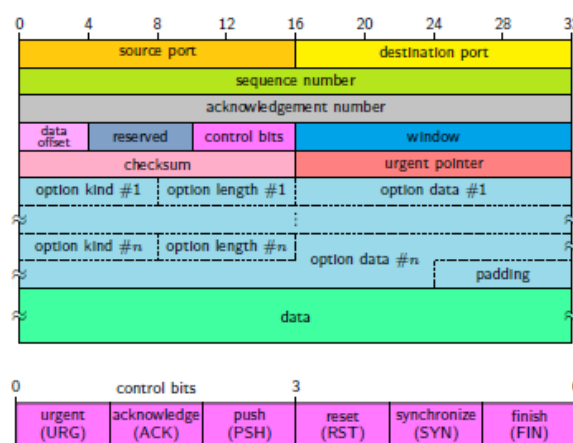 0 4 8 12 16 20 24 28
source port destination port
sequence number
acknowledgement number
data offset reserved control bits window
checksum urgent pointer
option kind #1 option length #1 option data #1
option kind #n option length #n option data #n
padding
data
0 control bits 3
urgent acknowledge push reset synchronize finish
(URG) (ACK) (PSH) (RST) (SYN) (FIN)